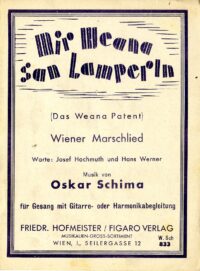 Mir Weana
san Lamperln
(Das Weana Patent)
Wiener Marschlied
Worte: Josef Hochmuth und Hans Werner
Musik von
Oskar Schima
für Gesang mit Gitarre- oder Harmonikabegleitung
FRIEDR. HOFMEISTER / FIGARO VERLAG
MUSIKALIEN-GROSS-SORTIMENT
WIEN, I., SEILERGASSE 12
W. Sch
833